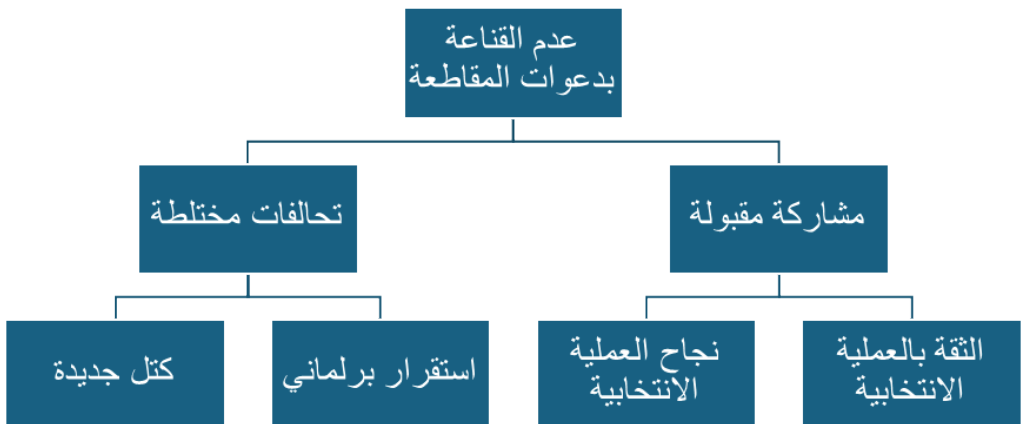 عدم القناعة
بدعوات المقاطعة
مشاركة مقبولة
تحالفات مختلطة
الثقة بالعملية
الانتخابية
نجاح العملية
الانتخابية
استقرار برلماني
كتل جديدة